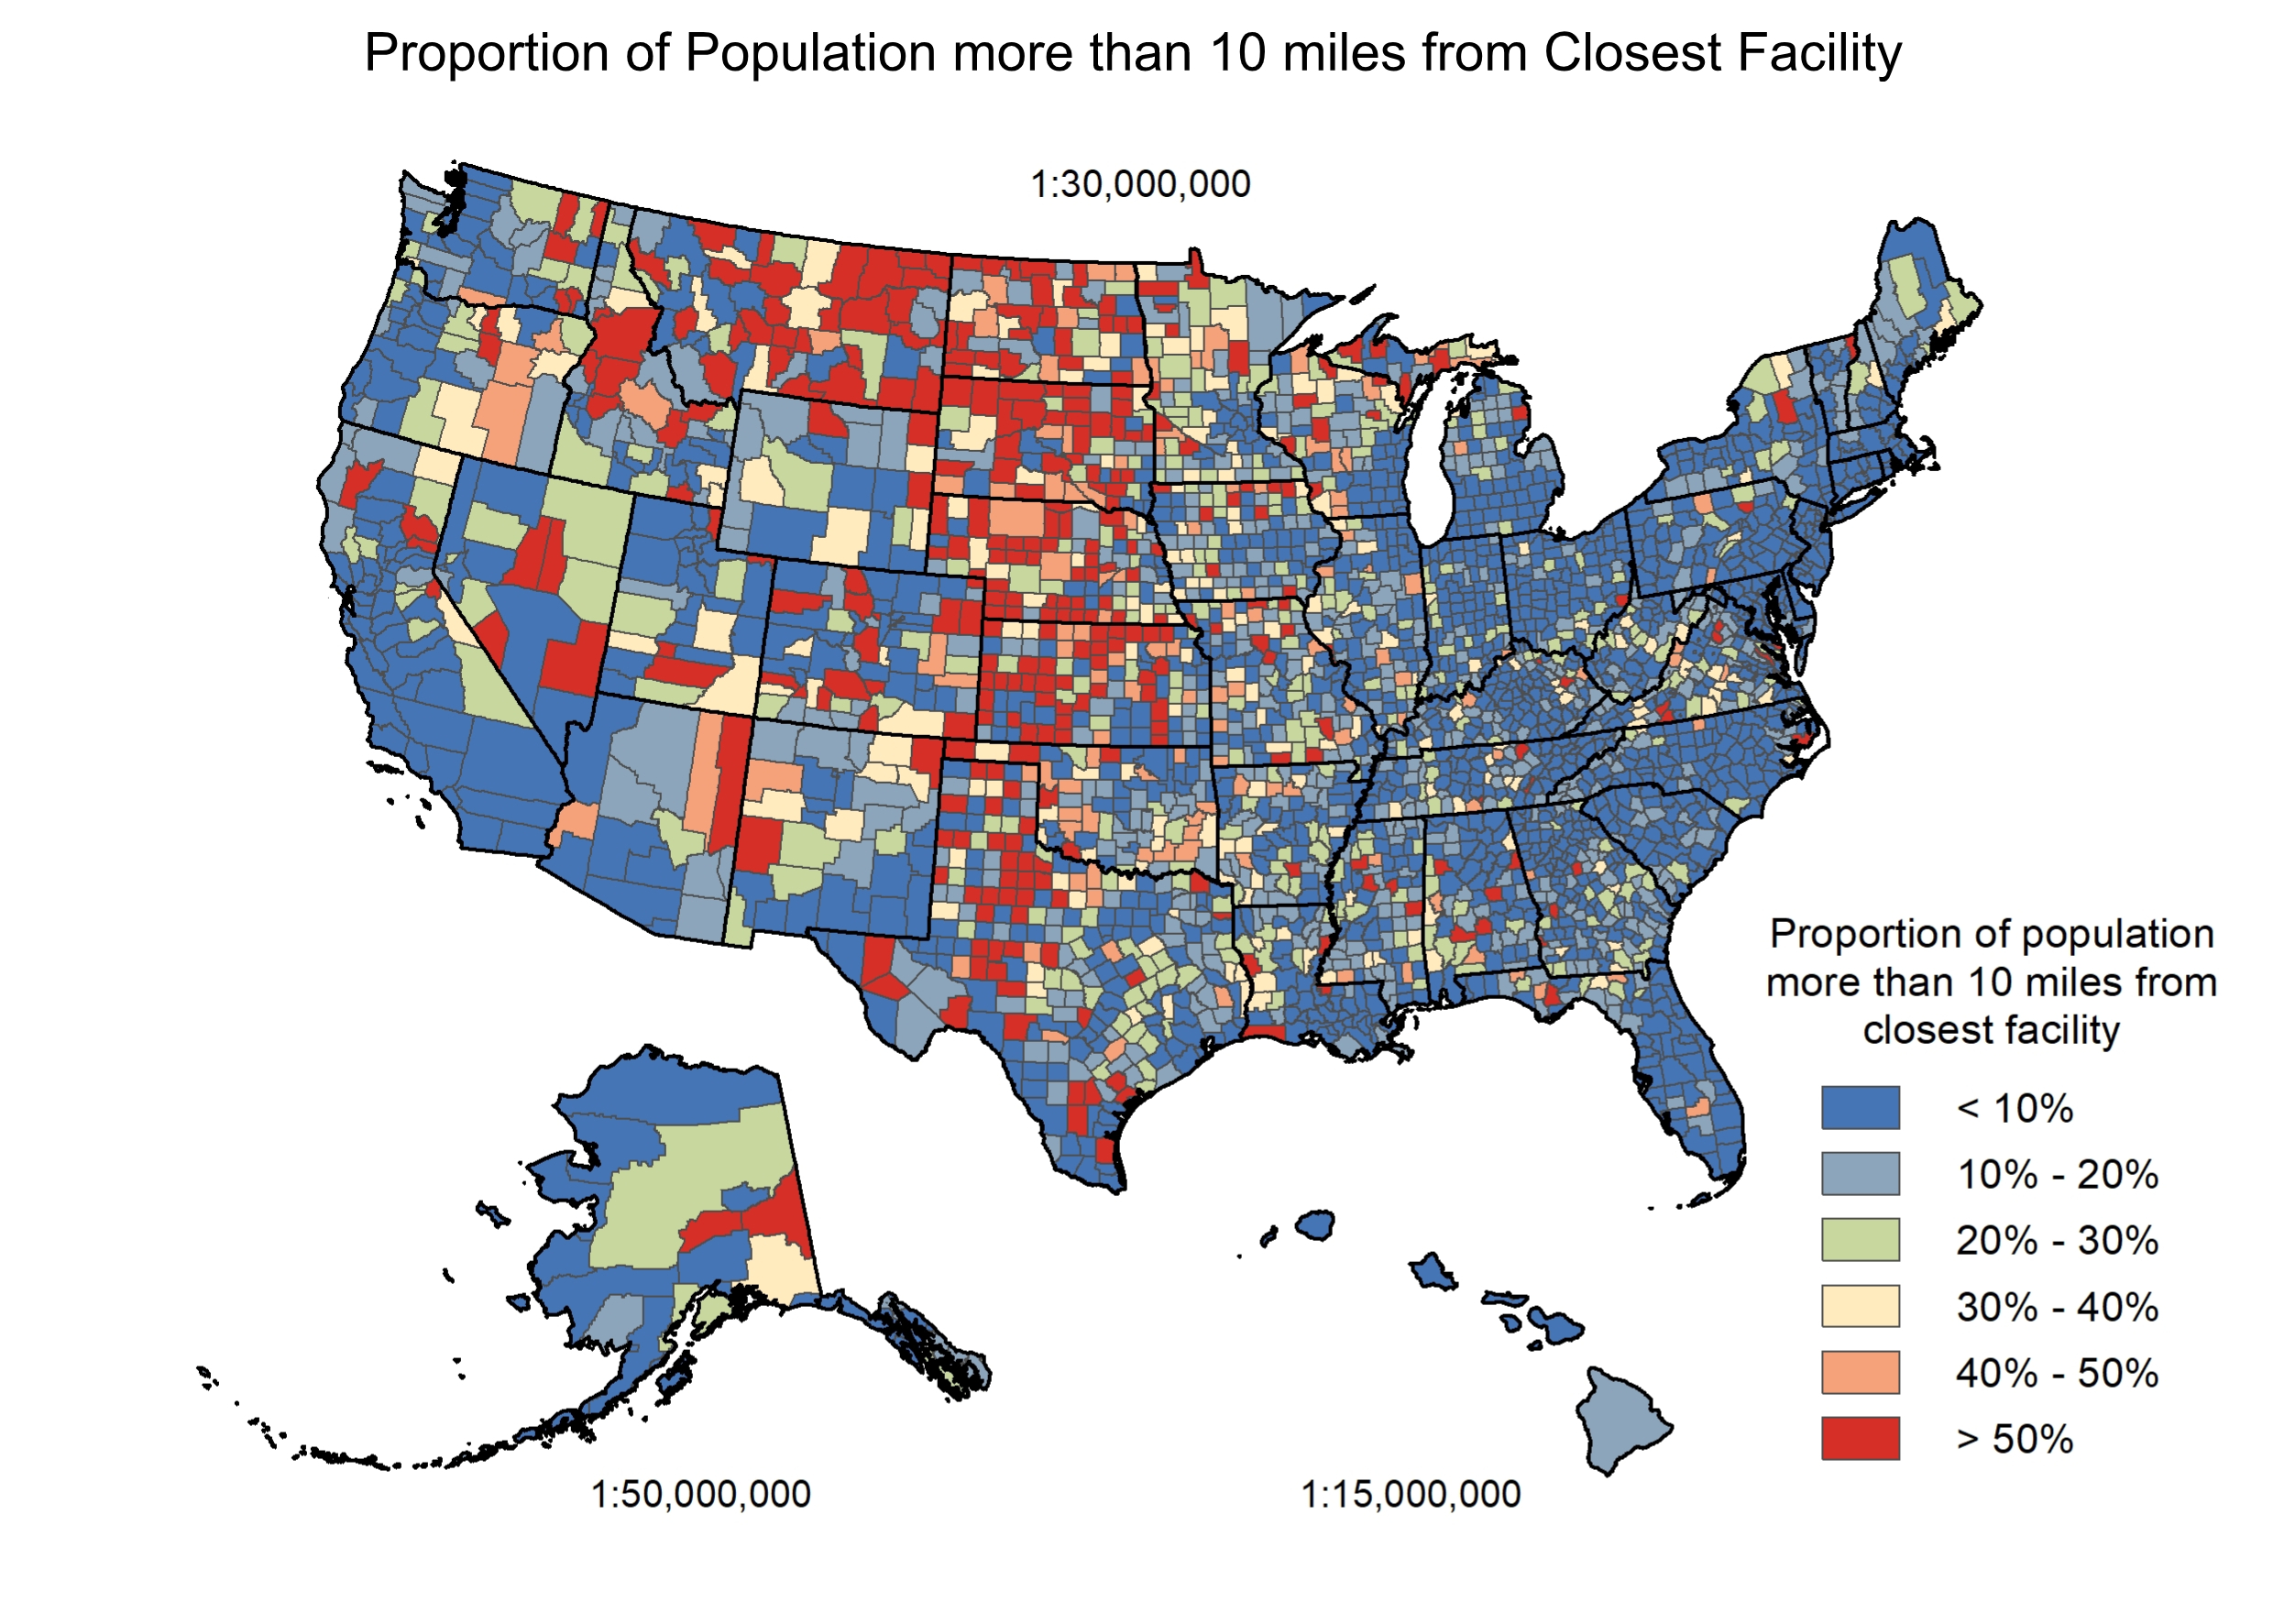 Proportion of Population more than 10 miles from Closest Facility
1:30,000,000
Proportion of population
more than 10 miles from
closest facility
< 10%
10% - 20%
20% - 30%
30% - 40%
40% - 50%
> 50%
1:50,000,000
1:15,000,000